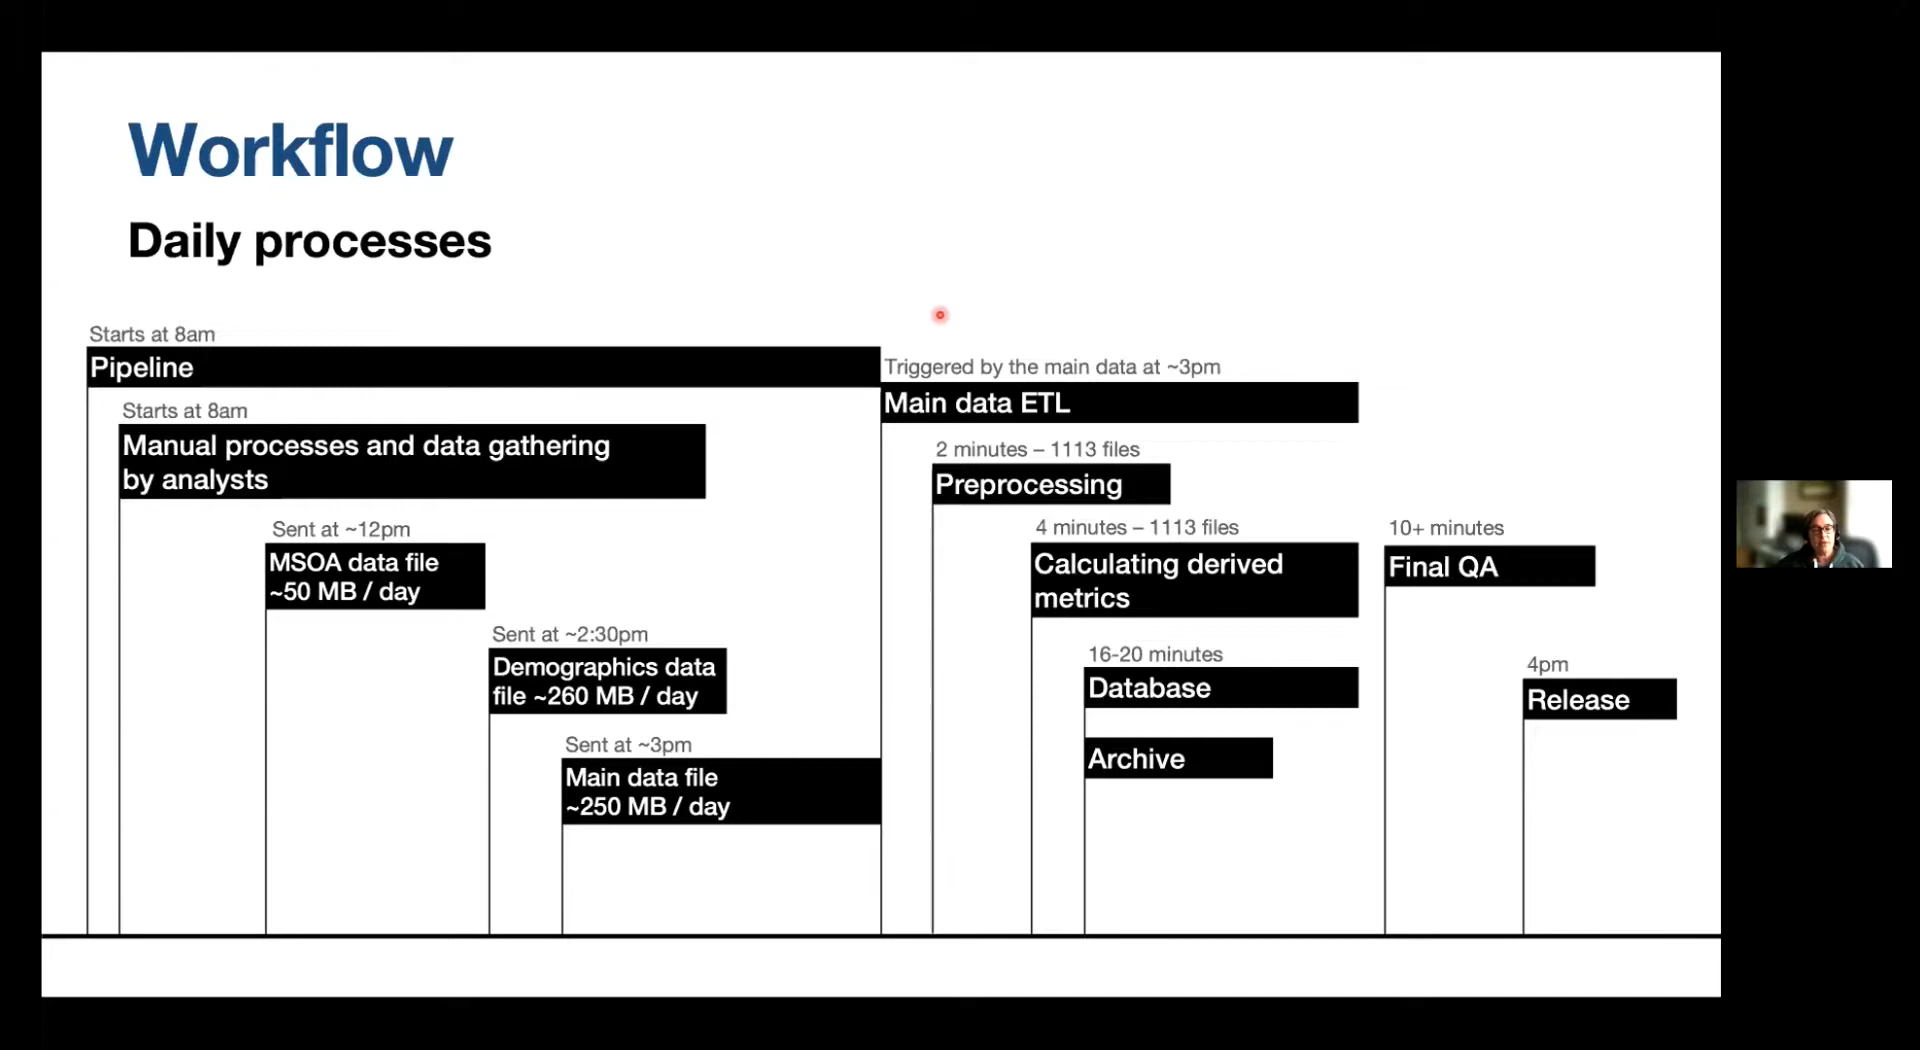 Workflow
Daily processes
Starts at 8am
Pipeline
Starts at 8am
Manual processes and data gathering
by analysts
Sent at ~12pm
MSOA data file
~50 MB / day
Sent at ~2:30pm
Demographics data
file ~260 MB / day
Sent at ~3pm
Main data file
~250 MB / day
Triggered by the main data at ~3pm
Main data ETL
2 minutes – 1113 files
Preprocessing
4 minutes – 1113 files
Calculating derived
metrics
16-20 minutes
Database
Archive
10+ minutes
Final QA
4pm
Release